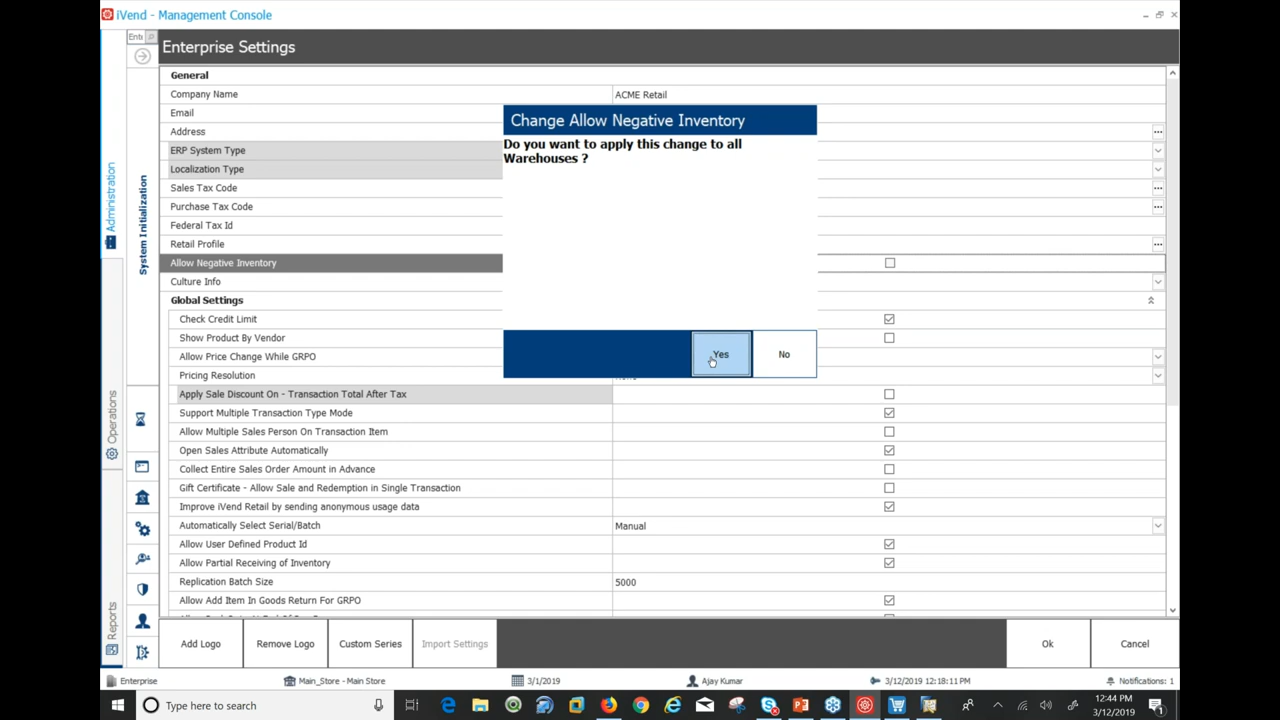 iVend - Management Console
Ente
Enterprise Settings
General
Company Name ACME Retail
Email
Address
ERP System Type
Localization Type
Sales Tax Code
Purchase Tax Code
Federal Tax Id
Retail Profile
Allow Negative Inventory
Culture Info
Change Allow Negative Inventory
Do you want to apply this change to all
Warehouses ?
Yes No
Global Settings
Check Credit Limit
Show Product By Vendor
Allow Price Change While GRPO
Pricing Resolution
Apply Sale Discount On - Transaction Total After Tax
Support Multiple Transaction Type Mode
Allow Multiple Sales Person On Transaction Item
Open Sales Attribute Automatically
Collect Entire Sales Order Amount in Advance
Gift Certificate - Allow Sale and Redemption in Single Transaction
Improve iVend Retail by sending anonymous usage data
Automatically Select Serial/Batch Manual
Allow User Defined Product Id
Allow Partial Receiving of Inventory
Replication Batch Size 5000
Allow Add Item In Goods Return For GRPO
Administration
System Initialization
Operations
Reports
Add Logo Remove Logo Custom Series Import Settings Ok Cancel
Enterprise Main_Store - Main Store 3/1/2019 Ajay Kumar 3/12/2019 12:18:11 PM Notifications: 1
Type here to search
12:44 PM
3/12/2019